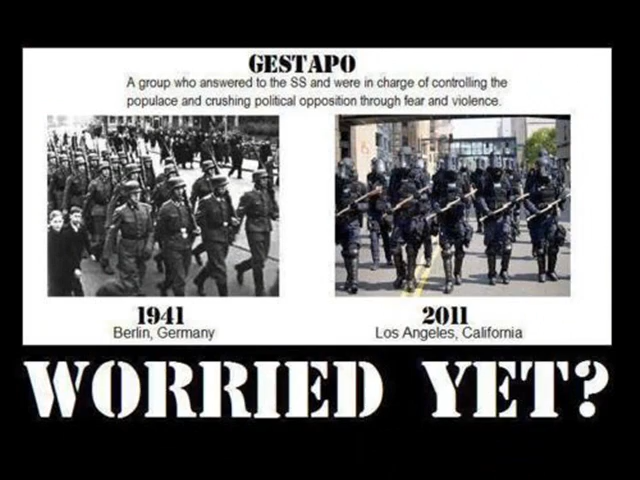 GESTAPO
A group who answered to the SS and were in charge of controlling the
populace and crushing political opposition through fear and violence.
1941
Berlin, Germany
2011
Los Angeles, California
WORRIED YET?